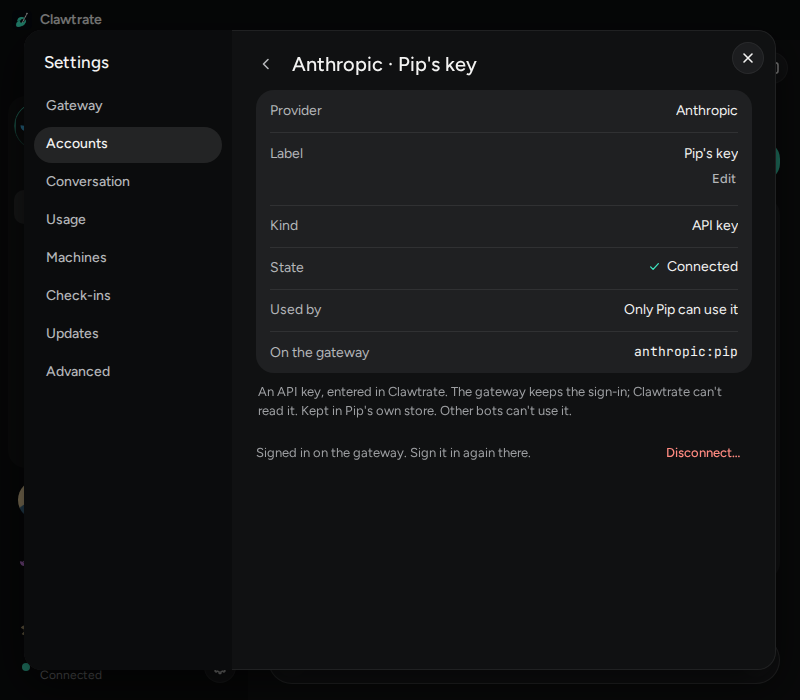 Clawtrate
Settings
Gateway
Accounts
Conversation
Usage
Machines
Check-ins
Updates
Advanced
Anthropic · Pip's key
Provider Anthropic
Label Pip's key
Edit
Kind API key
State Connected
Used by Only Pip can use it
On the gateway anthropic:pip
An API key, entered in Clawtrate. The gateway keeps the sign-in; Clawtrate can't
read it. Kept in Pip's own store. Other bots can't use it.
Signed in on the gateway. Sign it in again there. Disconnect...
Connected